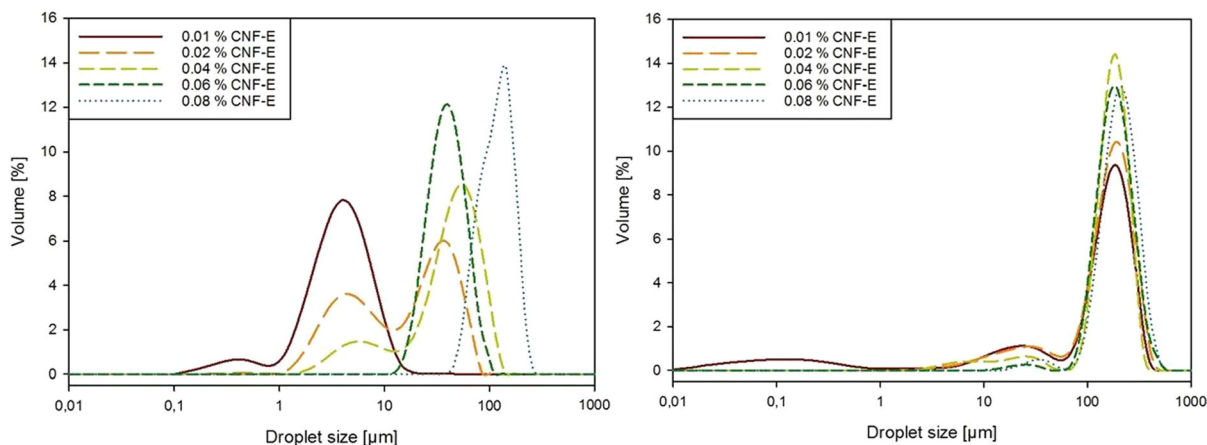 16
14
12
10
8
6
4
2
0
Volume [%]
0.01 % CNF-E
0.02 % CNF-E
0.04 % CNF-E
0.06 % CNF-E
0.08 % CNF-E
0,01 0,1 1 10 100 1000
Droplet size [µm]
16
14
12
10
8
6
4
2
0
Volume [%]
0.01 % CNF-E
0.02 % CNF-E
0.04 % CNF-E
0.06 % CNF-E
0.08 % CNF-E
0,01 0,1 1 10 100 1000
Droplet size [µm]